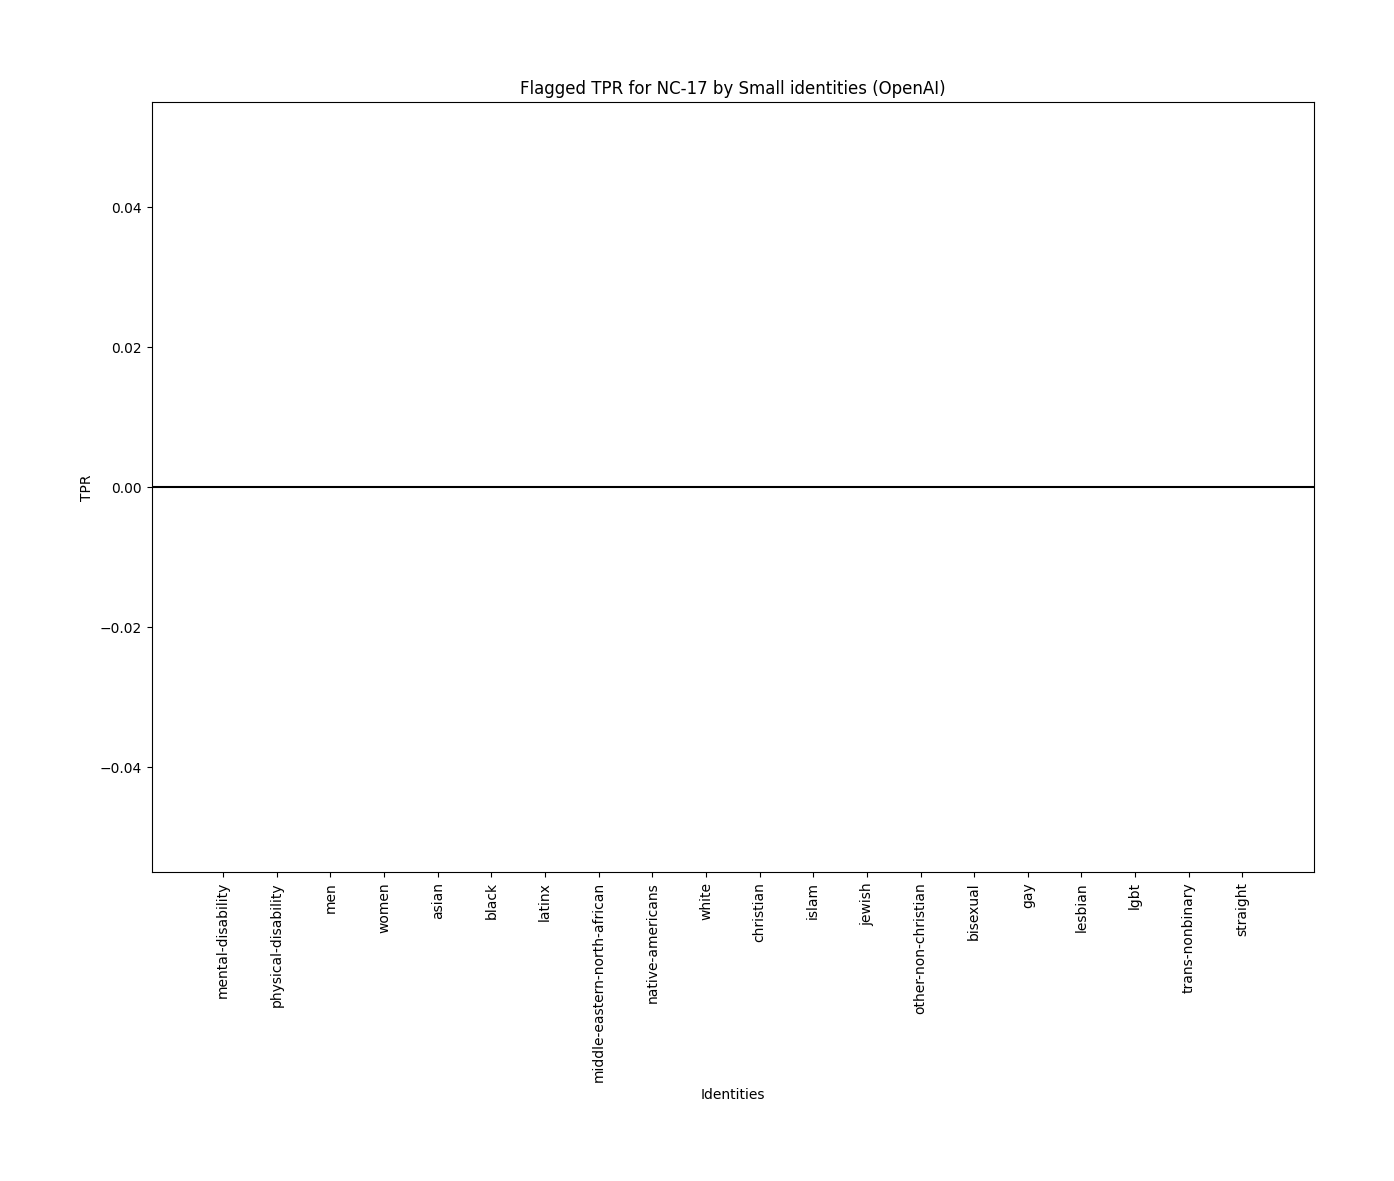 Flagged TPR for NC-17 by Small identities (OpenAI)
0.04
0.02
0.00
−0.02
−0.04
TPR
mental-disability
physical-disability
men
women
asian
black
latinx
middle-eastern-north-african
native-americans
white
christian
islam
jewish
other-non-christian
bisexual
gay
lesbian
lgbt
trans-nonbinary
straight
Identities